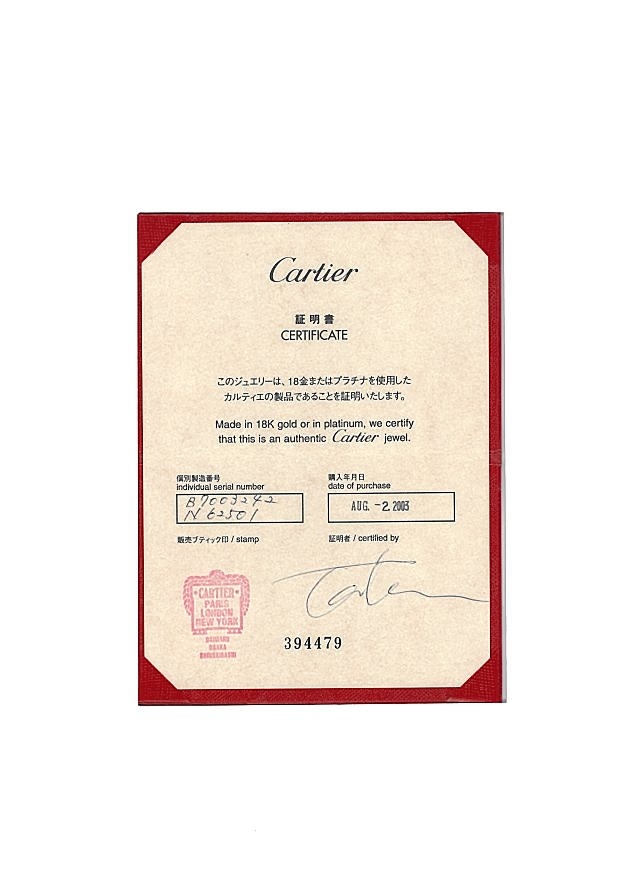 Cartier
証明書
CERTIFICATE
このジュエリーは、18金またはプラチナを使用した
カルティエの製品であることを証明いたします。
Made in 18K gold or in platinum, we certify
that this is an authentic Cartier jewel.
個別製造番号
individual serial number
B7003242
N62501
購入年月日
date of purchase
AUG. -2. 2003
販売ブティック印 / stamp
証明者 / certified by
・CARTIER・
PARIS
LONDON
NEW YORK
DAIMARU
OSAKA
SHINSAIBASHI
394479